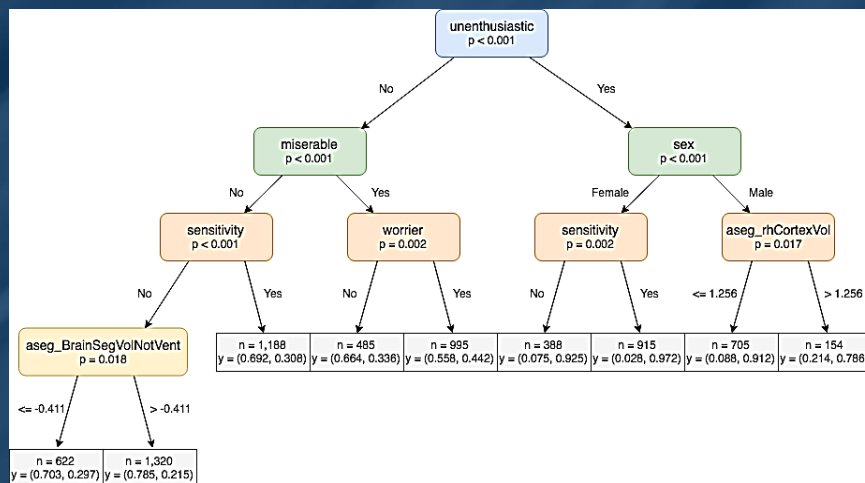 unenthusiastic
p < 0.001
No
Yes
miserable
p < 0.001
sex
p < 0.001
No
Yes
Female
Male
sensitivity
p < 0.001
worrier
p = 0.002
sensitivity
p = 0.002
aseg_rhCortexVol
p = 0.017
No
Yes
No
Yes
No
Yes
<= 1.256
> 1.256
aseg_BrainSegVolNotVent
p = 0.018
n = 1,188
y = (0.692, 0.308)
n = 485
y = (0.664, 0.336)
n = 995
y = (0.558, 0.442)
n = 388
y = (0.075, 0.925)
n = 915
y = (0.028, 0.972)
n = 705
y = (0.088, 0.912)
n = 154
y = (0.214, 0.786
<= -0.411
> -0.411
n = 622
y = (0.703, 0.297)
n = 1,320
y = (0.785, 0.215)